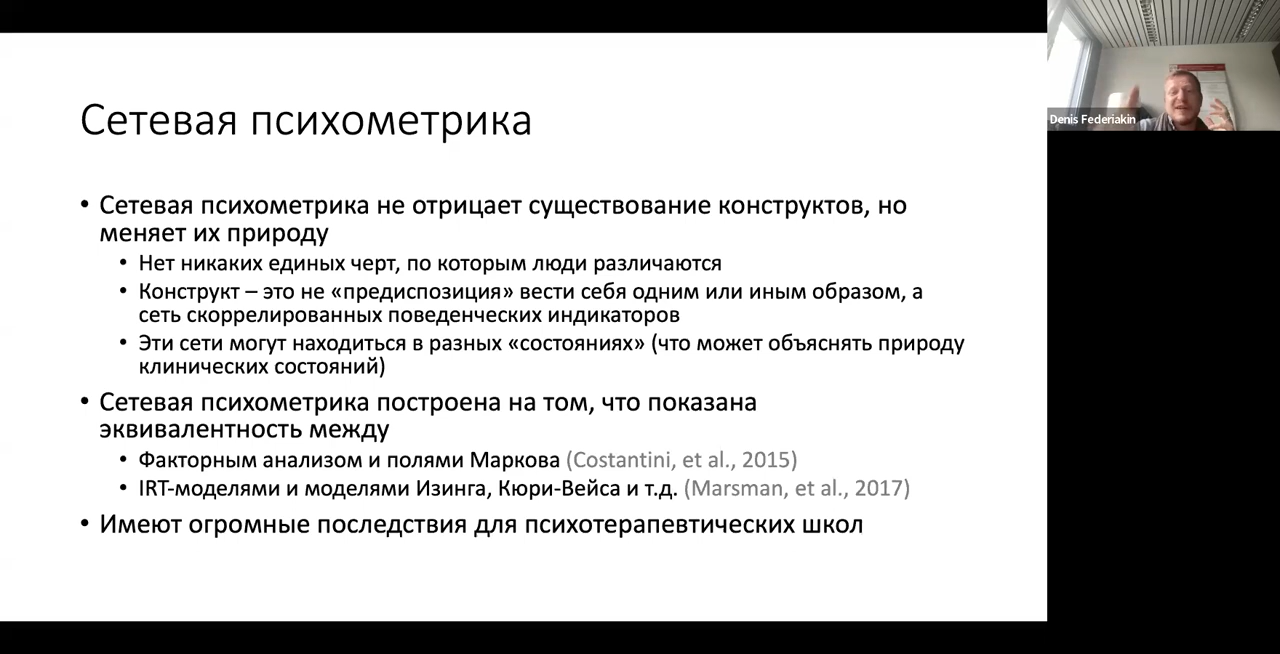 Сетевая психометрика
• Сетевая психометрика не отрицает существование конструктов, но
меняет их природу
• Нет никаких единых черт, по которым люди различаются
• Конструкт – это не «предиспозиция» вести себя одним или иным образом, а
сеть скоррелированных поведенческих индикаторов
• Эти сети могут находиться в разных «состояниях» (что может объяснять природу
клинических состояний)
• Сетевая психометрика построена на том, что показана
эквивалентность между
• Факторным анализом и полями Маркова (Costantini, et al., 2015)
• IRT-моделями и моделями Изинга, Кюри-Вейса и т.д. (Marsman, et al., 2017)
• Имеют огромные последствия для психотерапевтических школ
Denis Federiakin